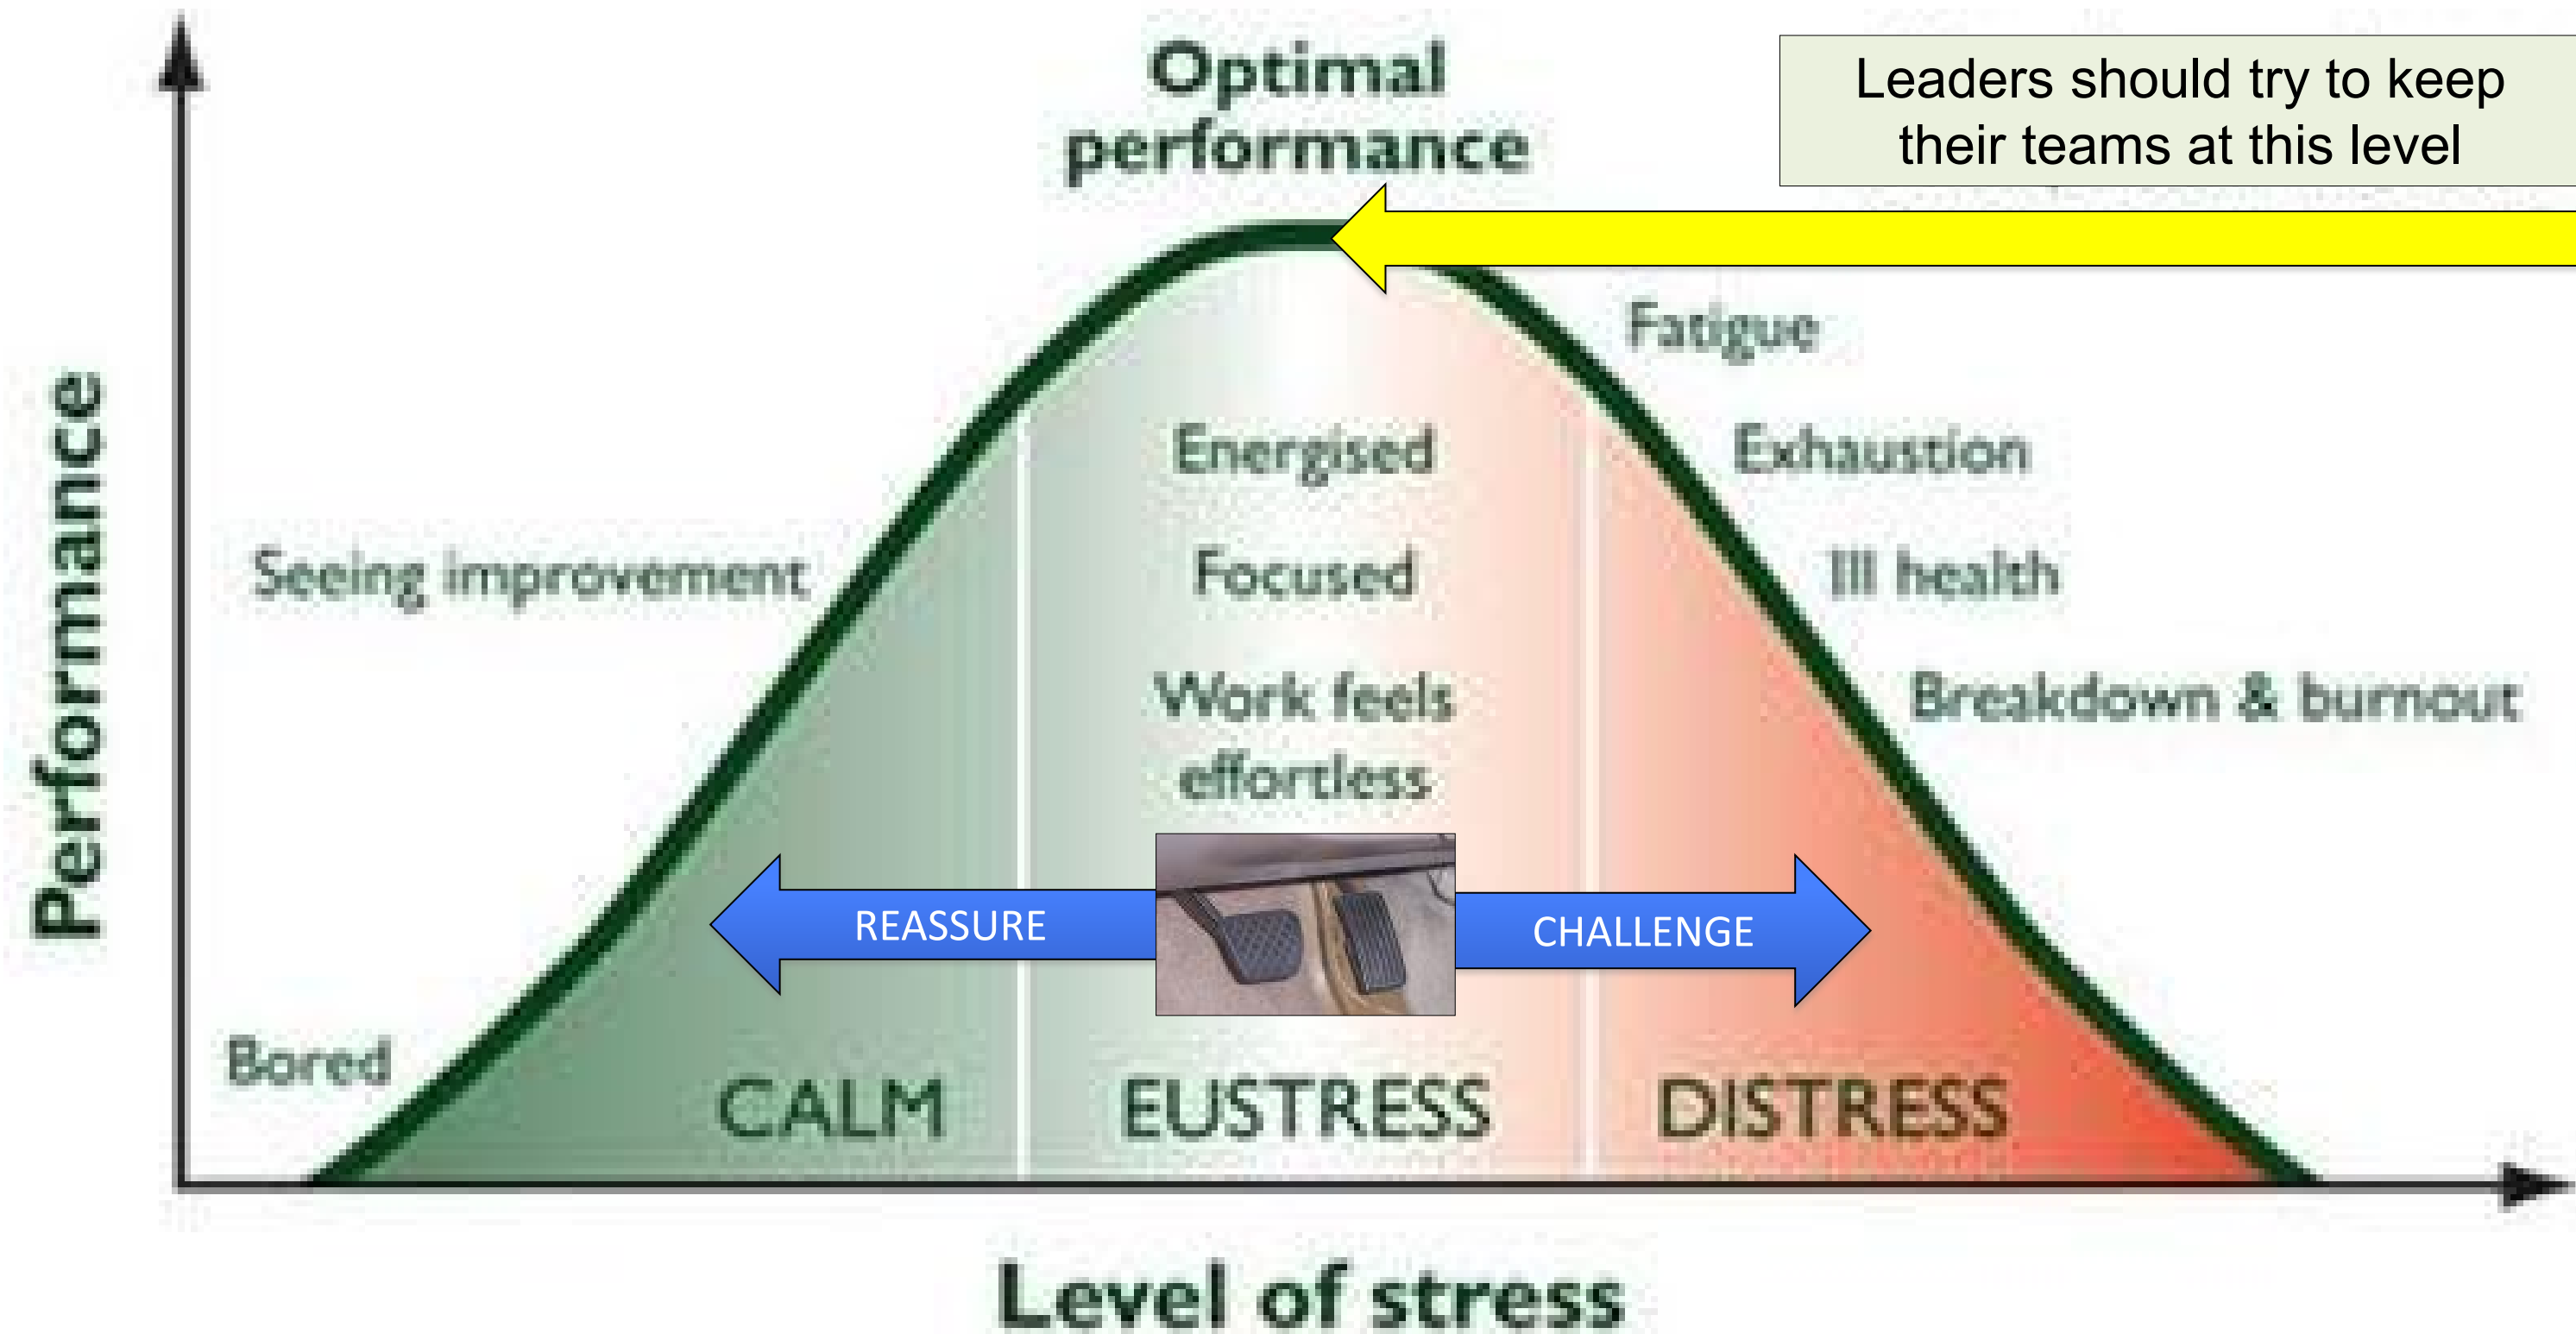 Optimal
performance
Leaders should try to keep
their teams at this level
Performance
Fatigue
Energised
Exhaustion
Seeing improvement
Focused
Ill health
Work feels
effortless
Breakdown & burnout
REASSURE
CHALLENGE
Bored
CALM
EUSTRESS
DISTRESS
Level of stress